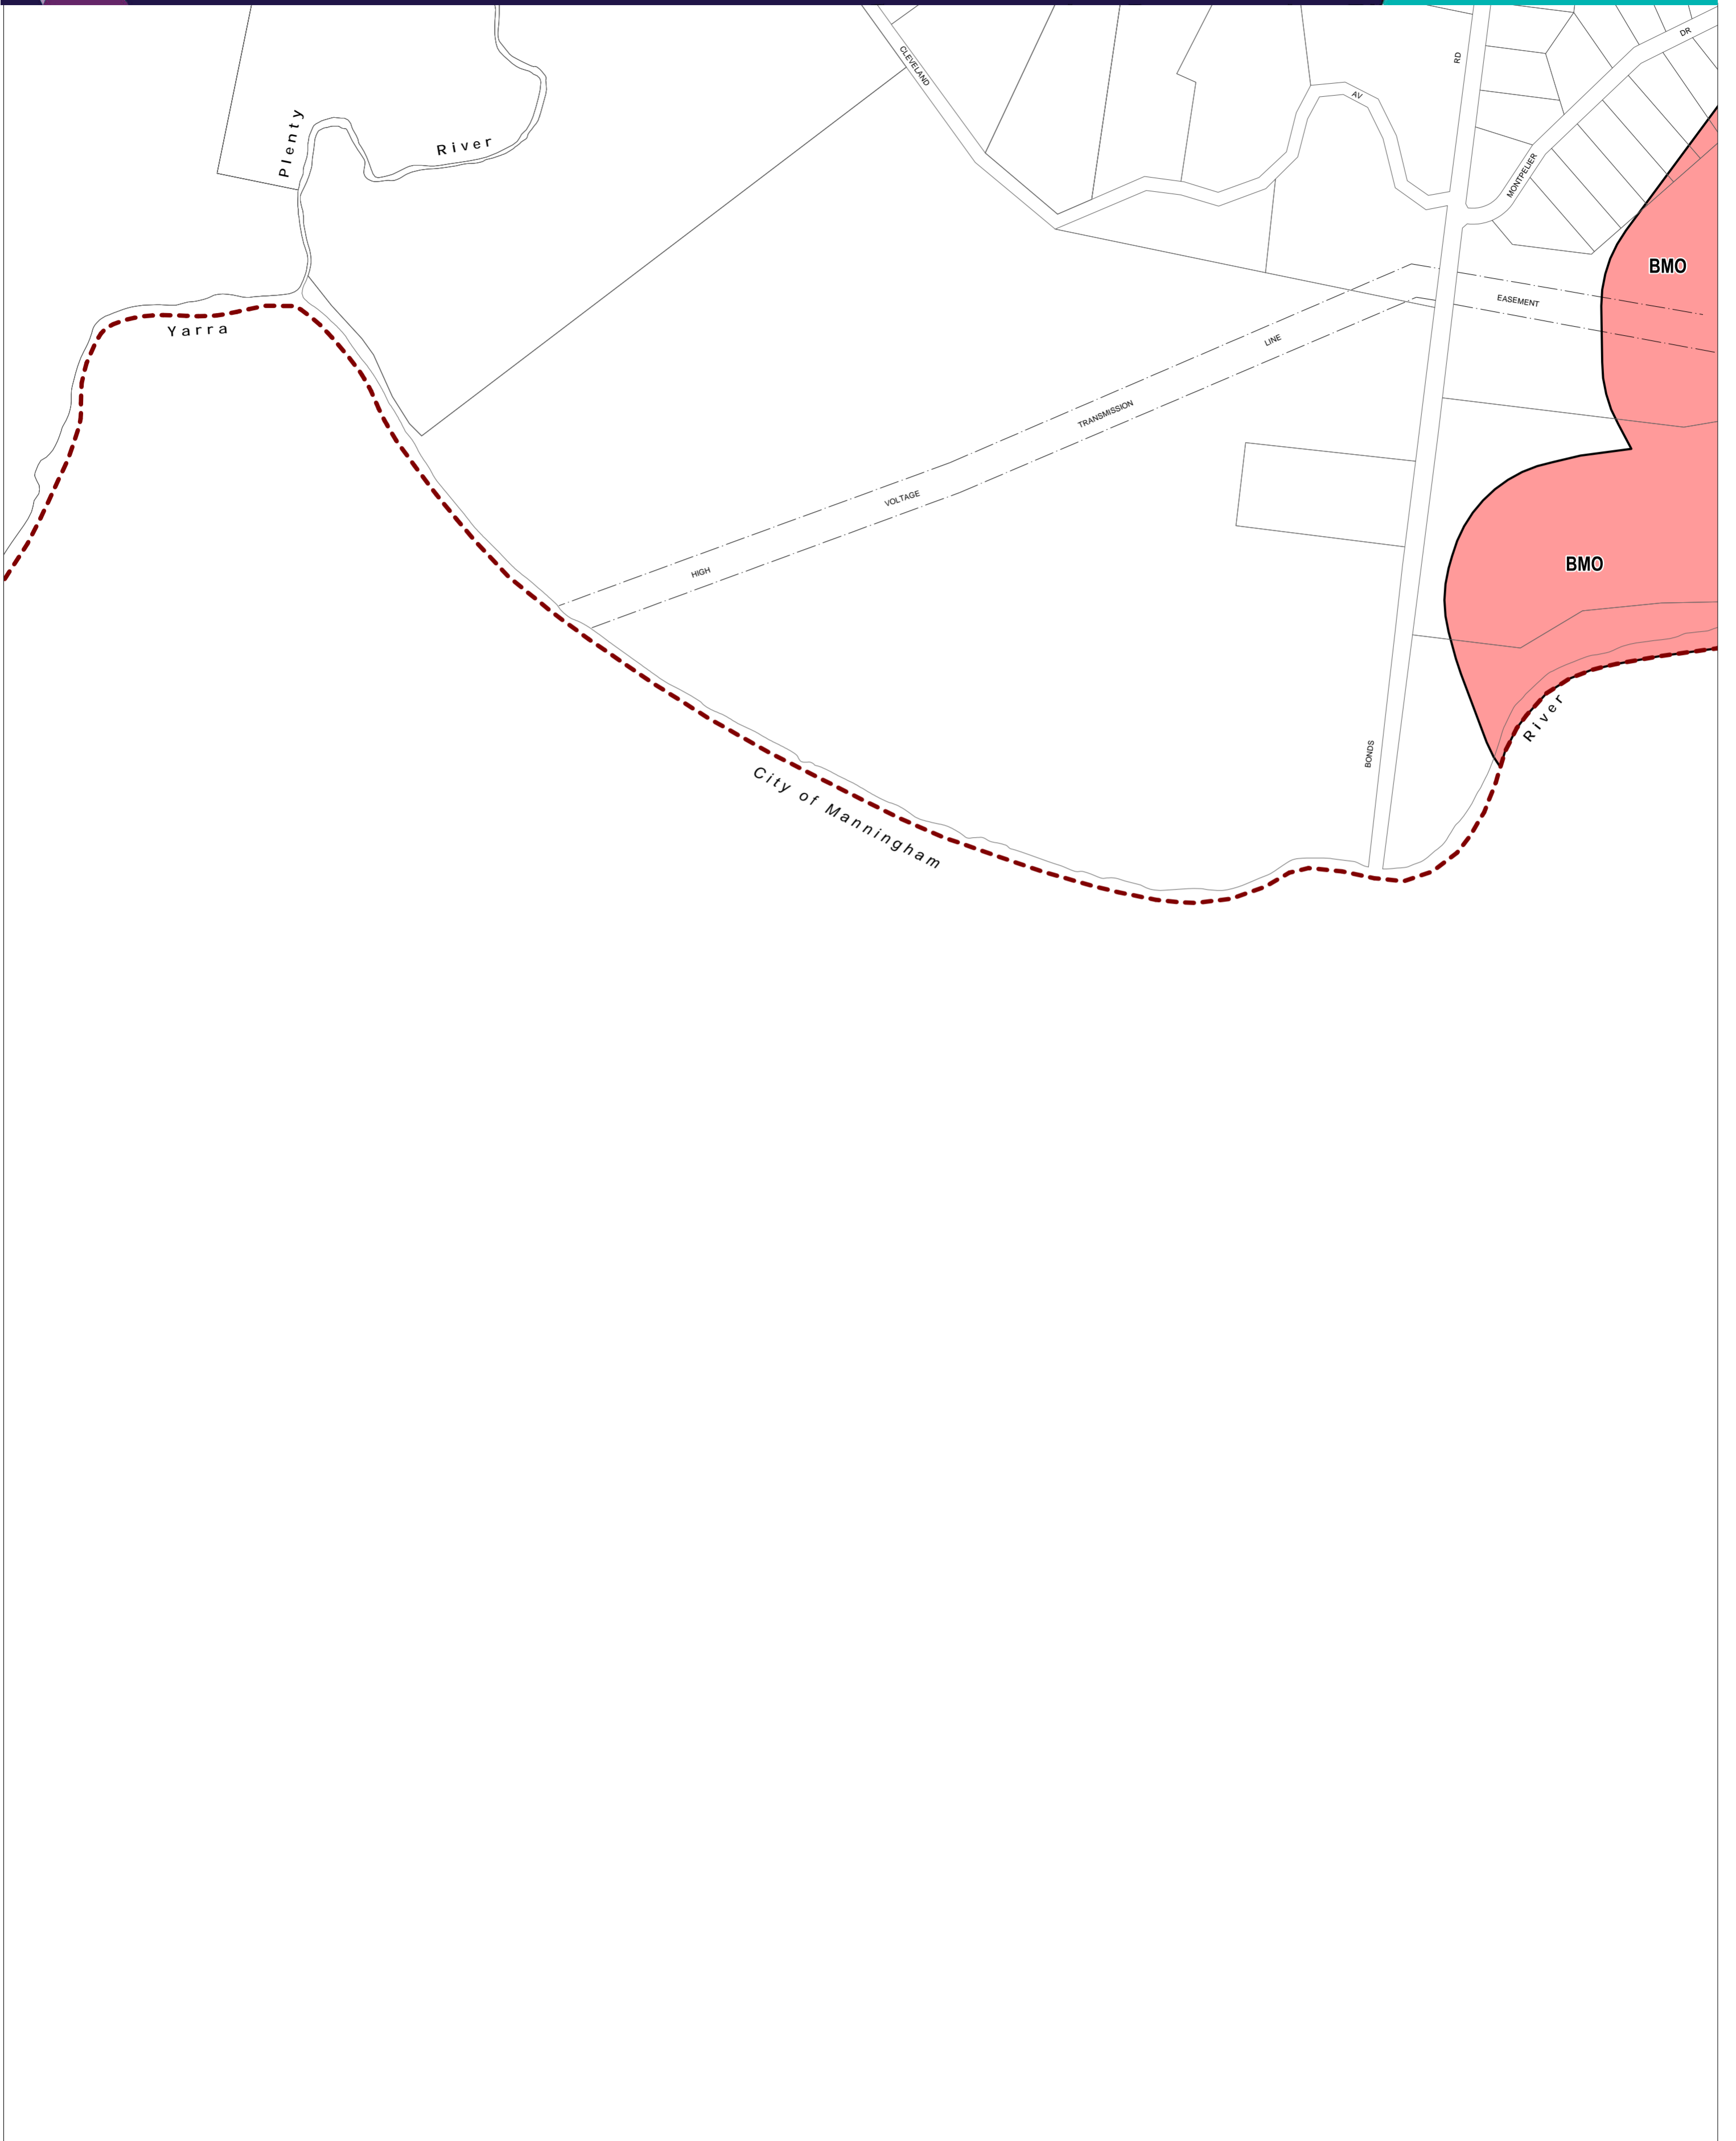 DR
RD
CLEVELAND
AV
Plenty
River
MONTPELIER
BMO
EASEMENT
Yarra
LINE
TRANSMISSION
VOLTAGE
BMO
HIGH
River
BONDS
City of Manningham